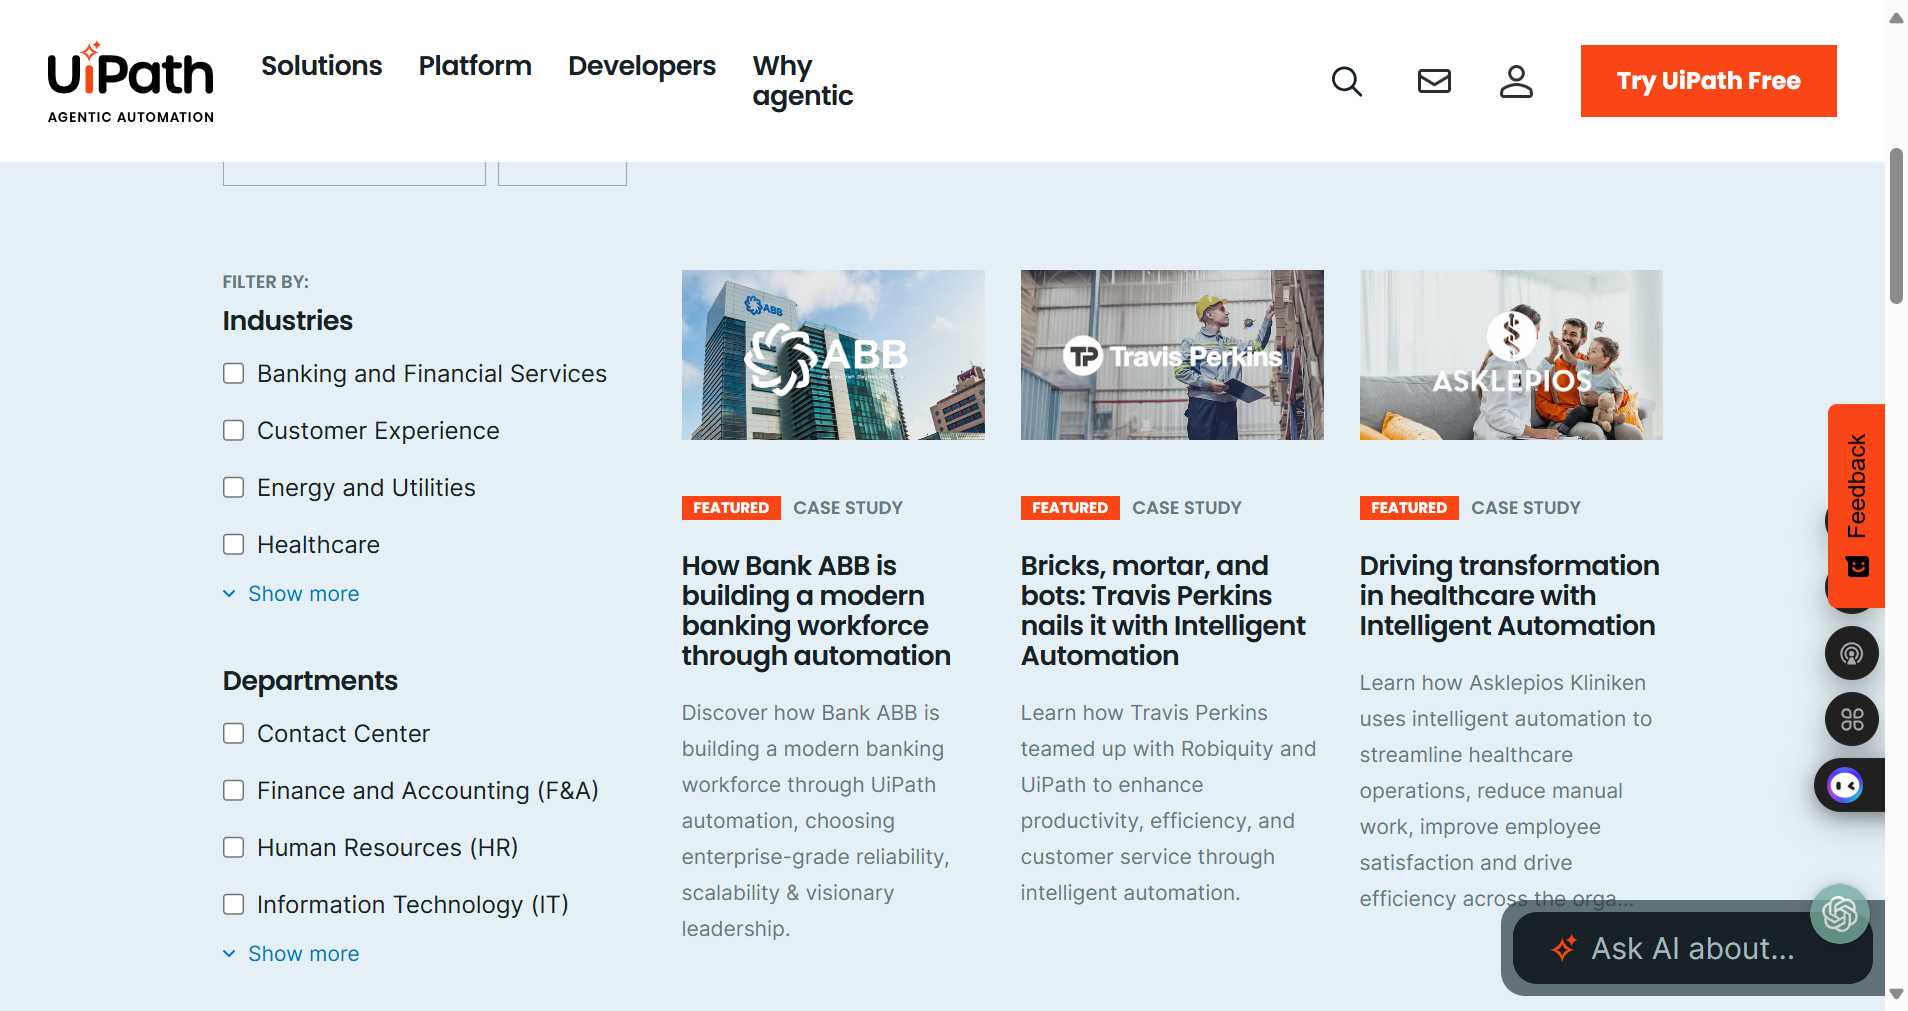 UiPath
AGENTIC AUTOMATION
Solutions
Platform
Developers
Why
agentic
Try UiPath Free
FILTER BY:
Industries
Banking and Financial Services
Customer Experience
Energy and Utilities
Healthcare
Show more
Departments
Contact Center
Finance and Accounting (F&A)
Human Resources (HR)
Information Technology (IT)
Show more
ABB
ABB
FEATURED CASE STUDY
How Bank ABB is
building a modern
banking workforce
through automation
Discover how Bank ABB is
building a modern banking
workforce through UiPath
automation, choosing
enterprise-grade reliability,
scalability & visionary
leadership.
TP Travis Perkins
FEATURED CASE STUDY
Bricks, mortar, and
bots: Travis Perkins
nails it with Intelligent
Automation
Learn how Travis Perkins
teamed up with Robiquity and
UiPath to enhance
productivity, efficiency, and
customer service through
intelligent automation.
ASKLEPIOS
FEATURED CASE STUDY
Driving transformation
in healthcare with
Intelligent Automation
Learn how Asklepios Kliniken
uses intelligent automation to
streamline healthcare
operations, reduce manual
work, improve employee
satisfaction and drive
efficiency across the orga...
Feedback
Ask AI about...